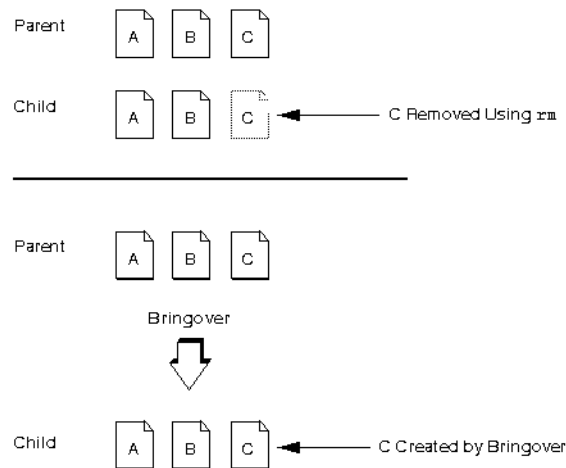 Parent A B C
Child A B C C Removed Using rm
Parent A B C
Bringover
Child A B C C Created by Bringover